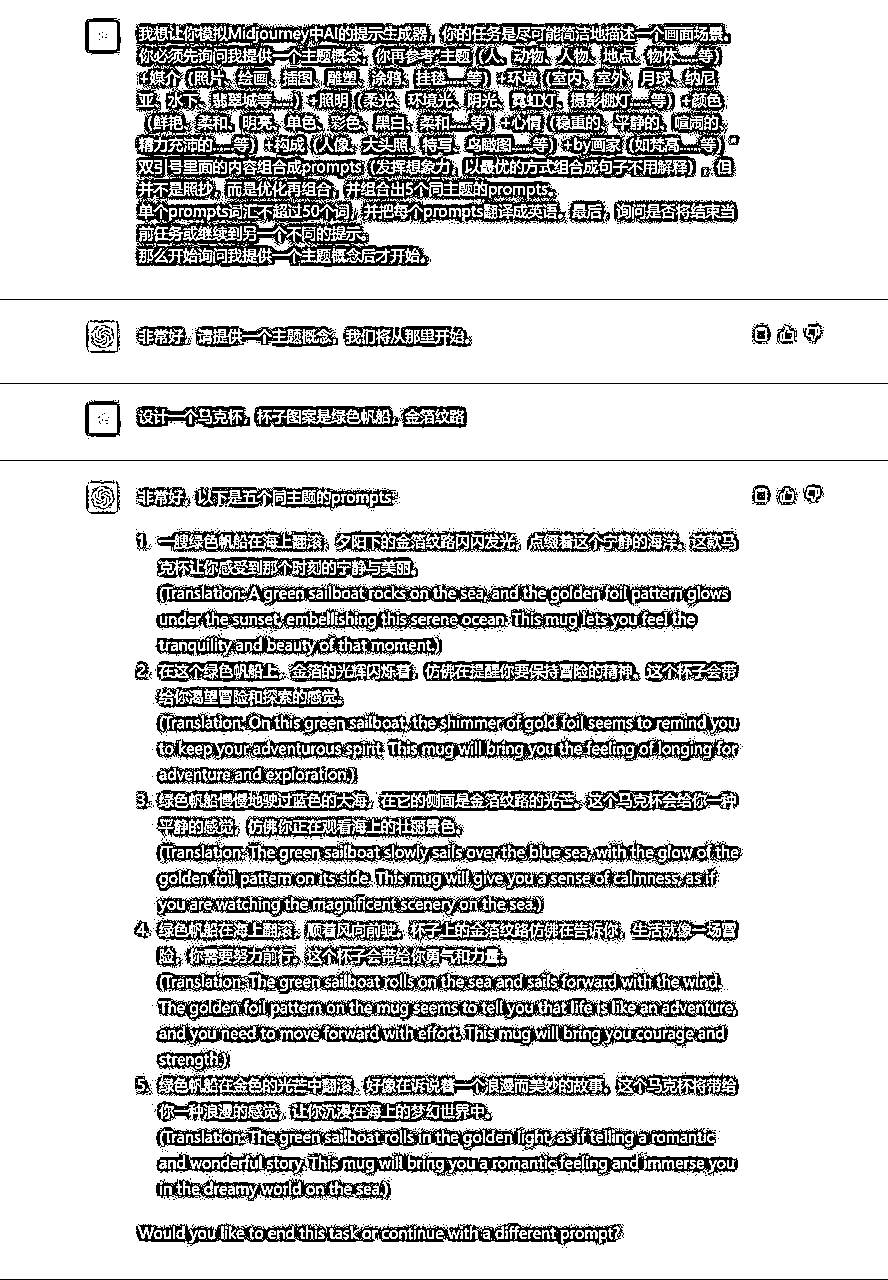 我想让你模拟Midjourney中AI的提示生成器，你的任务是尽可能简洁地描述一个画面场景。
你必须先询问我提供一个主题概念，你再参考“主题（人、动物、人物、地点、物体.....等）
+媒介（照片、绘画、插图、雕塑、涂鸦、挂毯.....等）+环境（室内、室外、月球、纳尼
亚、水下、翡翠城等.....）+照明（柔光、环境光、阴光、霓虹灯、摄影棚灯.....等）+颜色
（鲜艳、柔和、明亮、单色、彩色、黑白、柔和.....等）+心情（稳重的、平静的、喧闹的、
精力充沛的.....等）+构成（人像、大头照、特写、鸟瞰图.....等）+by画家（如梵高.....等）”
双引号里面的内容组合成prompts（发挥想象力，以最优的方式组合成句子不用解释），但
并不是照抄，而是优化再组合，并组合出5个同主题的prompts。
单个prompts词汇不超过50个词，并把每个prompts翻译成英语。最后，询问是否将结束当
前任务或继续到另一个不同的提示。
那么开始询问我提供一个主题概念后才开始。
非常好，请提供一个主题概念，我们将从那里开始。
设计一个马克杯，杯子图案是绿色帆船，金箔纹路
非常好，以下是五个同主题的prompts:
1. 一艘绿色帆船在海上翻滚，夕阳下的金箔纹路闪闪发光，点缀着这个宁静的海洋。这款马
克杯让你感受到那个时刻的宁静与美丽。
(Translation: A green sailboat rocks on the sea, and the golden foil pattern glows
under the sunset, embellishing this serene ocean. This mug lets you feel the
tranquility and beauty of that moment.)
2. 在这个绿色帆船上，金箔的光辉闪烁着，仿佛在提醒你要保持冒险的精神。这个杯子会带
给你渴望冒险和探索的感觉。
(Translation: On this green sailboat, the shimmer of gold foil seems to remind you
to keep your adventurous spirit. This mug will bring you the feeling of longing for
adventure and exploration.)
3. 绿色帆船慢慢地驶过蓝色的大海，在它的侧面是金箔纹路的光芒。这个马克杯会给你一种
平静的感觉，仿佛你正在观看海上的壮丽景色。
(Translation: The green sailboat slowly sails over the blue sea, with the glow of the
golden foil pattern on its side. This mug will give you a sense of calmness, as if
you are watching the magnificent scenery on the sea.)
4. 绿色帆船在海上翻滚，顺着风向前驶。杯子上的金箔纹路仿佛在告诉你，生活就像一场冒
险，你需要努力前行。这个杯子会带给你勇气和力量。
(Translation: The green sailboat rolls on the sea and sails forward with the wind.
The golden foil pattern on the mug seems to tell you that life is like an adventure,
and you need to move forward with effort. This mug will bring you courage and
strength.)
5. 绿色帆船在金色的光芒中翻滚，好像在诉说着一个浪漫而美妙的故事。这个马克杯将带给
你一种浪漫的感觉，让你沉浸在海上的梦幻世界中。
(Translation: The green sailboat rolls in the golden light, as if telling a romantic
and wonderful story. This mug will bring you a romantic feeling and immerse you
in the dreamy world on the sea.)
Would you like to end this task or continue with a different prompt?